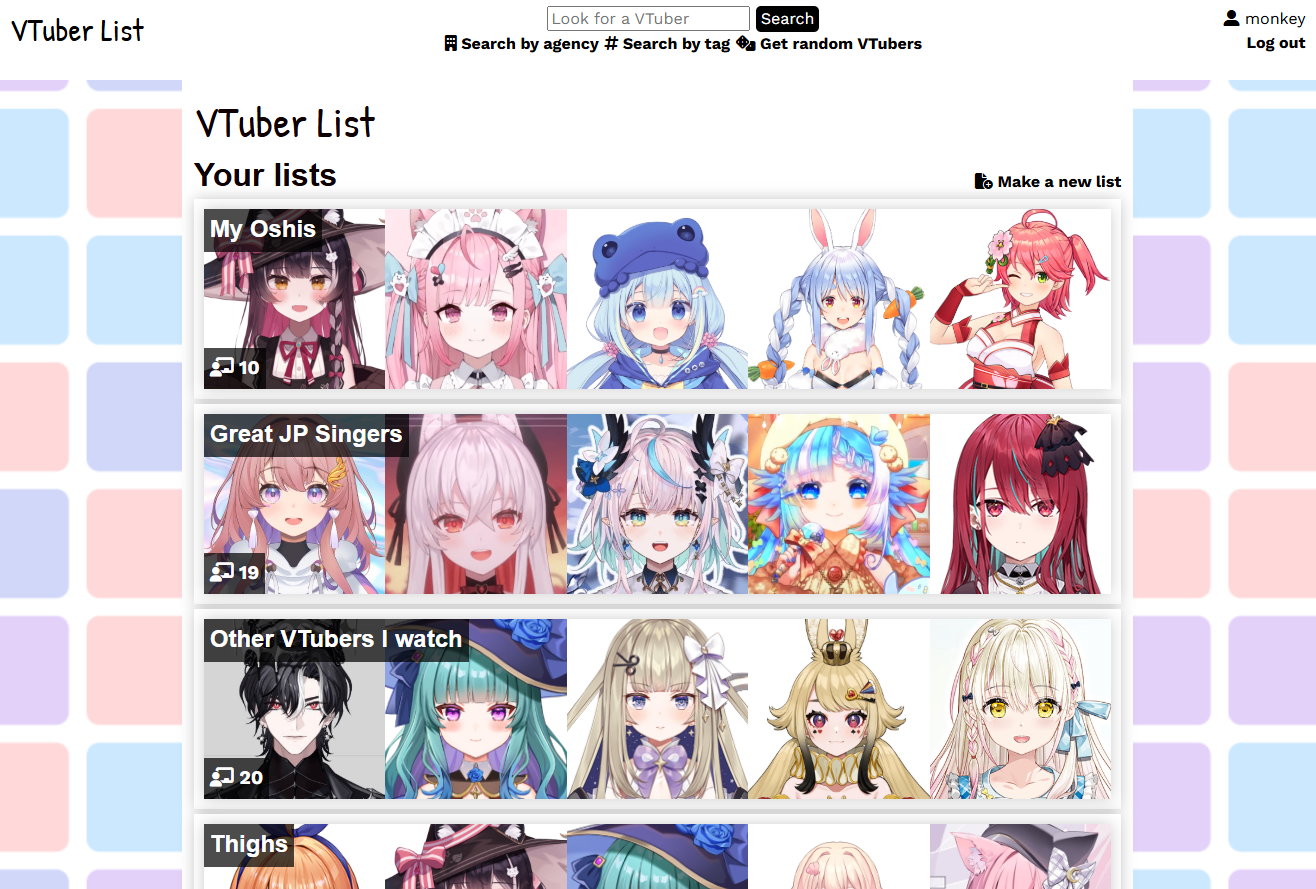 VTuber List
Look for a VTuber
Search
monkey
Search by agency
Search by tag
Get random VTubers
Log out
VTuber List
Your lists
Make a new list
My Oshis
10
Great JP Singers
19
Other VTubers I watch
20
Thighs